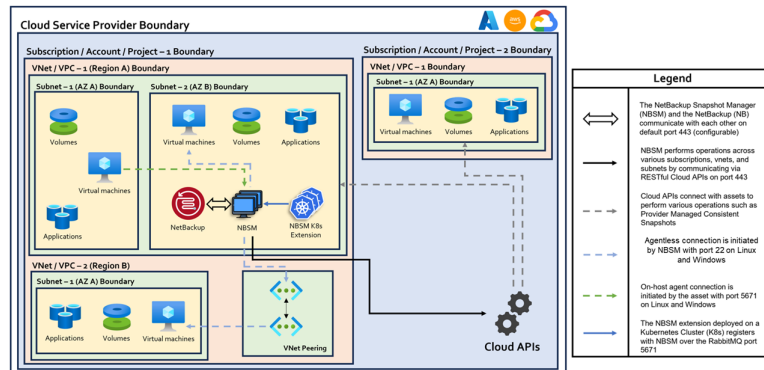 Cloud Service Provider Boundary
aws
Subscription / Account / Project – 1 Boundary
VNet / VPC – 1 (Region A) Boundary
Subnet – 1 (AZ A) Boundary
Volumes
Virtual machines
Applications
Subnet – 2 (AZ B) Boundary
Virtual machines
Volumes
Applications
NetBackup
NBSM
NBSM K8s
Extension
VNet / VPC – 2 (Region B)
Subnet – 1 (AZ A) Boundary
Applications
Volumes
Virtual machines
VNet Peering
Subscription / Account/Project – 2 Boundary
VNet / VPC – 1 Boundary
Subnet – 1 (AZ A) Boundary
Virtual machines
Volumes
Applications
Cloud APIs
Legend
The NetBackup Snapshot Manager
(NBSM) and the NetBackup (NB)
communicate with each other on
default port 443 (configurable)
NBSM performs operations across
various subscriptions, vnets, and
subnets by communicating via
RESTful Cloud APIs on port 443
Cloud APIs connect with assets to
perform various operations such as
Provider Managed Consistent
Snapshots
Agentless connection is initiated
by NBSM with port 22 on Linux
and Windows
On-host agent connection is
initiated by the asset with port 5671
on Linux and Windows
The NBSM extension deployed on a
Kubernetes Cluster (K8s) registers
with NBSM over the RabbitMQ port
5671